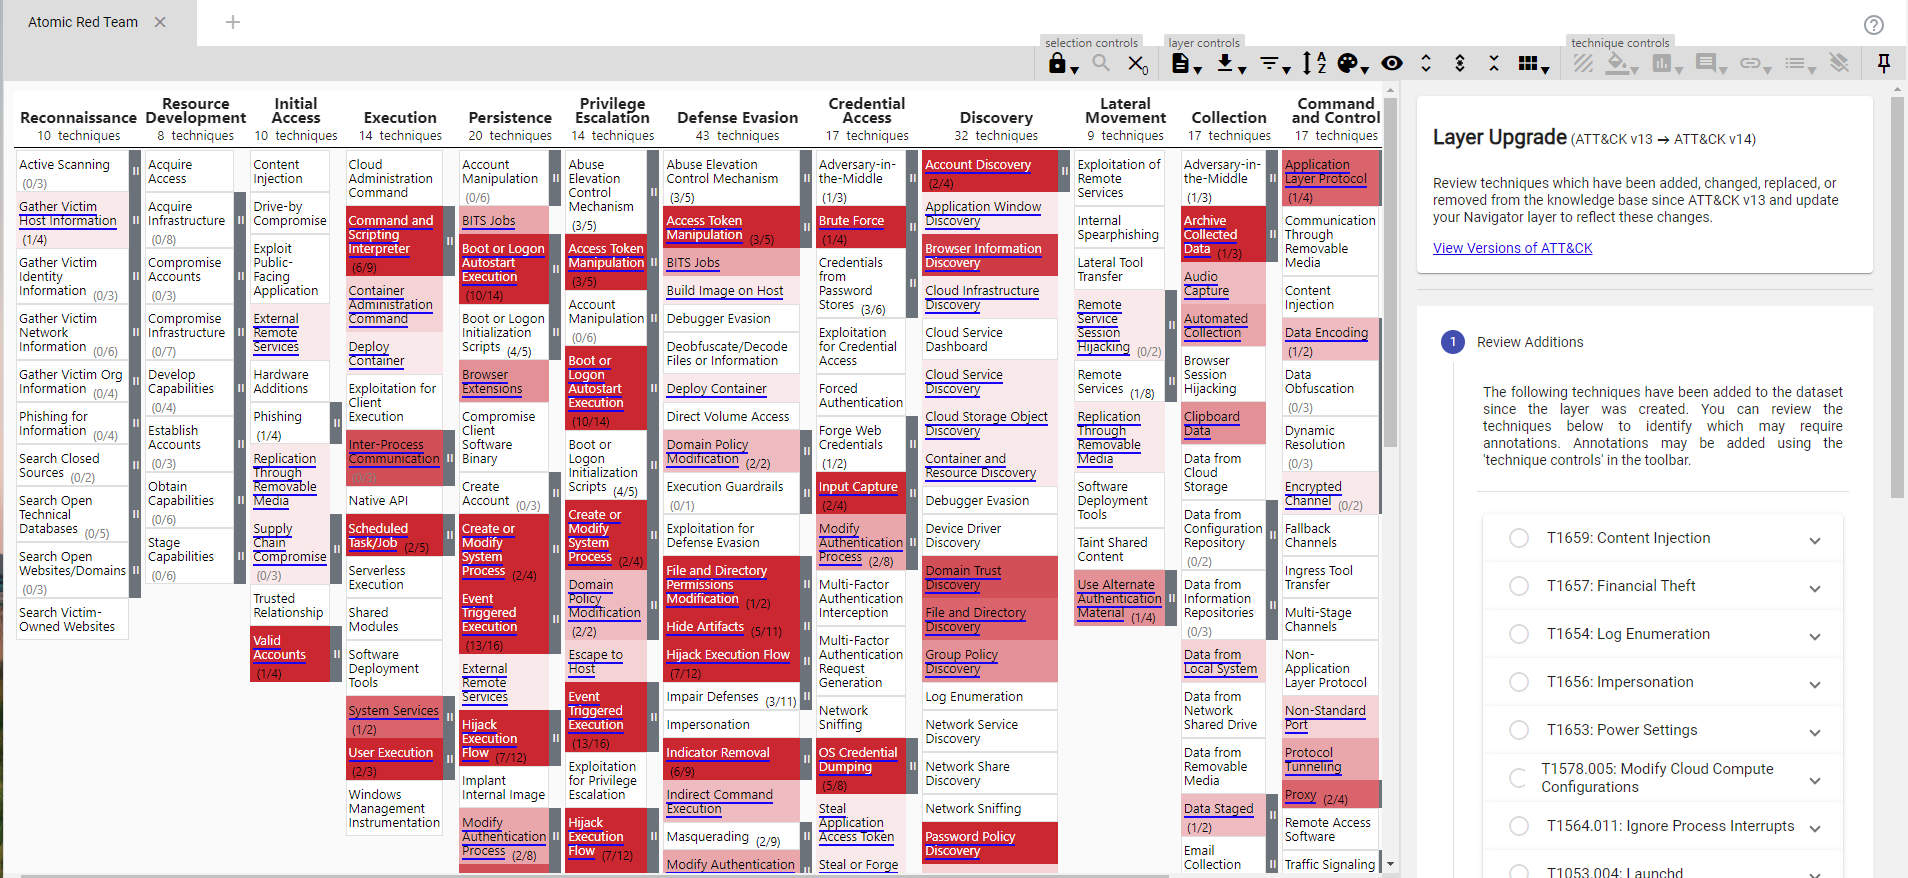 Atomic Red Team
selection controls
layer controls
technique controls
Reconnaissance
10 techniques
Active Scanning
(0/3)
Gather Victim
Host Information
(1/4)
Gather Victim
Identity
Information (0/3)
Gather Victim
Network
Information (0/6)
Gather Victim Org
Information (0/4)
Phishing for
Information (0/4)
Search Closed
Sources (0/2)
Search Open
Technical
Databases (0/5)
Search Open
Websites/Domains
(0/3)
Search Victim-
Owned Websites
Resource
Development
8 techniques
Acquire
Access
Acquire
Infrastructure
(0/8)
Compromise
Accounts
(0/3)
Compromise
Infrastructure
(0/7)
Develop
Capabilities
(0/4)
Establish
Accounts
(0/3)
Obtain
Capabilities
(0/6)
Stage
Capabilities
(0/6)
Initial
Access
10 techniques
Content
Injection
Drive-by
Compromise
Exploit
Public-
Facing
Application
External
Remote
Services
Hardware
Additions
Phishing
(1/4)
Replication
Through
Removable
Media
Supply
Chain
Compromise
(0/3)
Trusted
Relationship
Valid
Accounts
(1/4)
Execution
14 techniques
Cloud
Administration
Command
Command and
Scripting
Interpreter
(6/9)
Container
Administration
Command
Deploy
Container
Exploitation for
Client
Execution
Inter-Process
Communication
(0/3)
Native API
Scheduled
Task/Job (2/5)
Serverless
Execution
Shared
Modules
Software
Deployment
Tools
System Services
(1/2)
User Execution
(2/3)
Windows
Management
Instrumentation
Persistence
20 techniques
Account
Manipulation
(0/6)
BITS Jobs
Boot or Logon
Autostart
Execution
(10/14)
Boot or Logon
Initialization
Scripts (4/5)
Browser
Extensions
Compromise
Client
Software
Binary
Create
Account (0/3)
Create or
Modify
System
Process (2/4)
Event
Triggered
Execution
(13/16)
External
Remote
Services
Hijack
Execution
Flow (7/12)
Implant
Internal Image
Modify
Authentication
Process (2/8)
Privilege
Escalation
14 techniques
Abuse
Elevation
Control
Mechanism
(3/5)
Access Token
Manipulation
(3/5)
Account
Manipulation
(0/6)
Boot or
Logon
Autostart
Execution
(10/14)
Boot or
Logon
Initialization
Scripts (4/5)
Create or
Modify
System
Process (2/4)
Domain
Policy
Modification
(2/2)
Escape to
Host
Event
Triggered
Execution
(13/16)
Exploitation
for Privilege
Escalation
Hijack
Execution
Flow (7/12)
Defense Evasion
43 techniques
Abuse Elevation
Control Mechanism
(3/5)
Access Token
Manipulation (3/5)
BITS Jobs
Build Image on Host
Debugger Evasion
Deobfuscate/Decode
Files or Information
Deploy Container
Direct Volume Access
Domain Policy
Modification (2/2)
Execution Guardrails
(0/1)
Exploitation for
Defense Evasion
File and Directory
Permissions
Modification (1/2)
Hide Artifacts (5/11)
Hijack Execution Flow
(7/12)
Impair Defenses (3/11)
Impersonation
Indicator Removal
(6/9)
Indirect Command
Execution
Masquerading (2/9)
Modify Authentication
Credential
Access
17 techniques
Adversary-in-
the-Middle
(1/3)
Brute Force
(1/4)
Credentials
from
Password
Stores (3/6)
Exploitation
for Credential
Access
Forced
Authentication
Forge Web
Credentials
(1/2)
Input Capture
(2/4)
Modify
Authentication
Process (2/8)
Multi-Factor
Authentication
Interception
Multi-Factor
Authentication
Request
Generation
Network
Sniffing
OS Credential
Dumping
(5/8)
Steal
Application
Access Token
Steal or Forge
Discovery
32 techniques
Account Discovery
(2/4)
Application Window
Discovery
Browser Information
Discovery
Cloud Infrastructure
Discovery
Cloud Service
Dashboard
Cloud Service
Discovery
Cloud Storage Object
Discovery
Container and
Resource Discovery
Debugger Evasion
Device Driver
Discovery
Domain Trust
Discovery
File and Directory
Discovery
Group Policy
Discovery
Log Enumeration
Network Service
Discovery
Network Share
Discovery
Network Sniffing
Password Policy
Discovery
Lateral
Movement
9 techniques
Exploitation of
Remote
Services
Internal
Spearphishing
Lateral Tool
Transfer
Remote
Service
Session
Hijacking (0/2)
Remote
Services (1/8)
Replication
Through
Removable
Media
Software
Deployment
Tools
Taint Shared
Content
Use Alternate
Authentication
Material (1/4)
Collection
17 techniques
Adversary-in-
the-Middle
(1/3)
Archive
Collected
Data (1/3)
Audio
Capture
Automated
Collection
Browser
Session
Hijacking
Clipboard
Data
Data from
Cloud
Storage
Data from
Configuration
Repository
(0/2)
Data from
Information
Repositories
(0/3)
Data from
Local System
Data from
Network
Shared Drive
Data from
Removable
Media
Data Staged
(1/2)
Email
Collection
Command
and Control
17 techniques
Application
Layer Protocol
(1/4)
Communication
Through
Removable
Media
Content
Injection
Data Encoding
(1/2)
Data
Obfuscation
(0/3)
Dynamic
Resolution
(0/3)
Encrypted
Channel (0/2)
Fallback
Channels
Ingress Tool
Transfer
Multi-Stage
Channels
Non-
Application
Layer Protocol
Non-Standard
Port
Protocol
Tunneling
Proxy (2/4)
Remote Access
Software
Traffic Signaling
Layer Upgrade (ATT&CK v13 → ATT&CK v14)
Review techniques which have been added, changed, replaced, or
removed from the knowledge base since ATT&CK v13 and update
your Navigator layer to reflect these changes.
View Versions of ATT&CK
1 Review Additions
The following techniques have been added to the dataset
since the layer was created. You can review the
techniques below to identify which may require
annotations. Annotations may be added using the
'technique controls' in the toolbar.
T1659: Content Injection
T1657: Financial Theft
T1654: Log Enumeration
T1656: Impersonation
T1653: Power Settings
T1578.005: Modify Cloud Compute
Configurations
T1564.011: Ignore Process Interrupts
T1053.004: Launchd